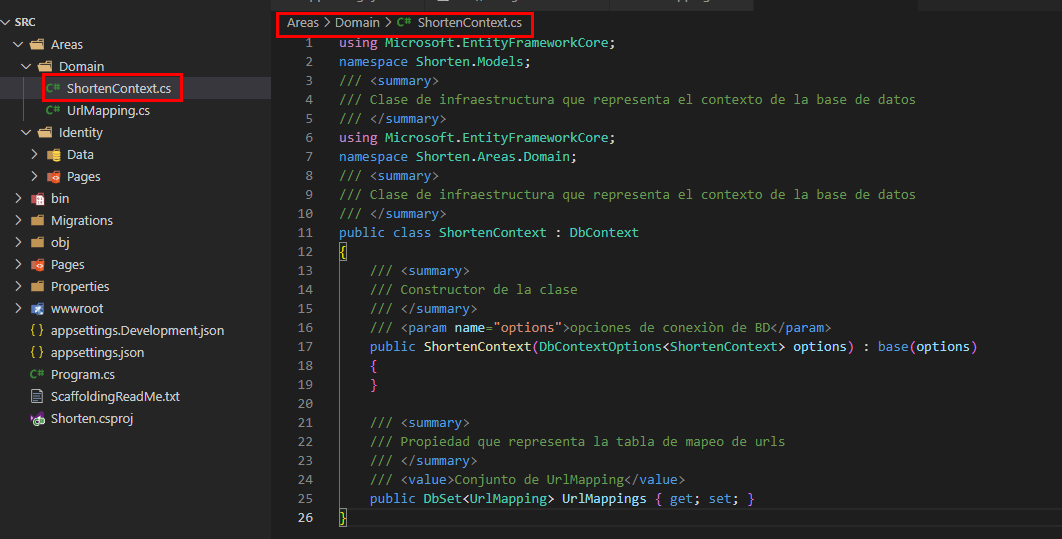 SRC
Areas
Domain
C# ShortenContext.cs
C# UrlMapping.cs
Identity
Data
Pages
bin
Migrations
obj
Pages
Properties
wwwroot
{} appsettings.Development.json
{} appsettings.json
C# Program.cs
ScaffoldingReadMe.txt
Shorten.csproj
Areas > Domain > C# ShortenContext.cs
1 using Microsoft.EntityFrameworkCore;
2 namespace Shorten.Models;
3 /// <summary>
4 /// Clase de infraestructura que representa el contexto de la base de datos
5 /// </summary>
6 using Microsoft.EntityFrameworkCore;
7 namespace Shorten.Areas.Domain;
8 /// <summary>
9 /// Clase de infraestructura que representa el contexto de la base de datos
10 /// </summary>
11 public class ShortenContext : DbContext
12 {
13 /// <summary>
14 /// Constructor de la clase
15 /// </summary>
16 /// <param name="options">opciones de conexiòn de BD</param>
17 public ShortenContext(DbContextOptions<ShortenContext> options) : base(options)
18 {
19 }
20
21 /// <summary>
22 /// Propiedad que representa la tabla de mapeo de urls
23 /// </summary>
24 /// <value>Conjunto de UrlMapping</value>
25 public DbSet<UrlMapping> UrlMappings { get; set; }
26 }